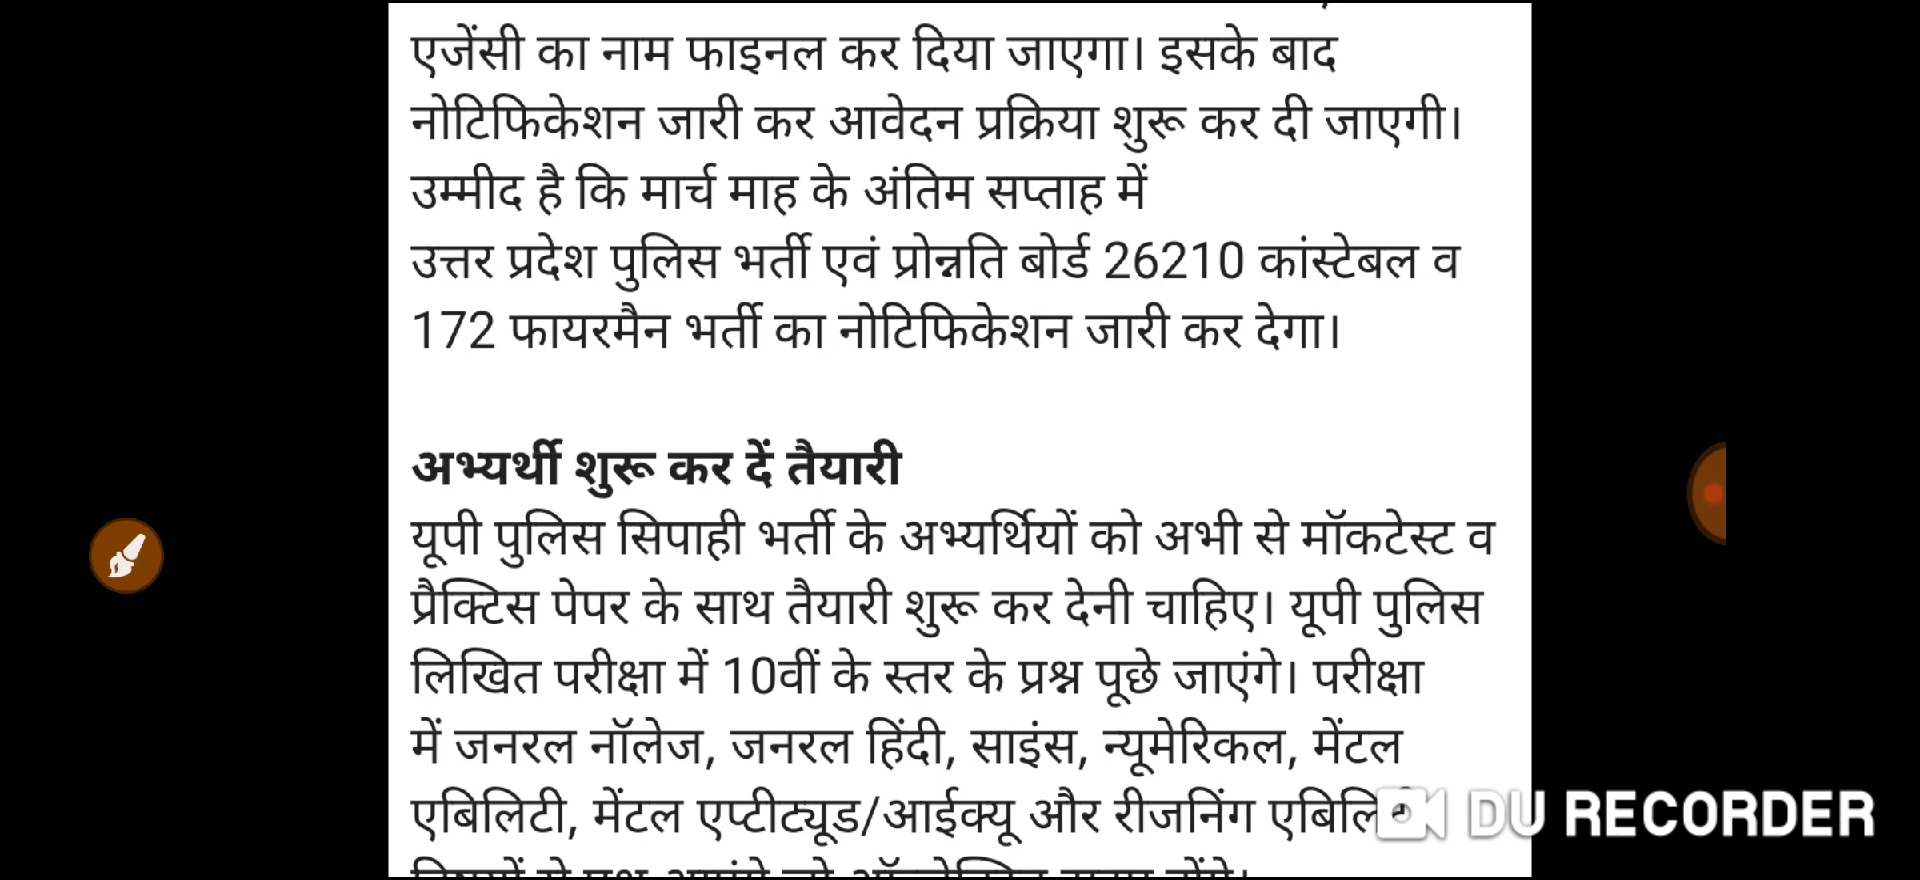 एजेंसी का नाम फाइनल कर दिया जाएगा। इसके बाद
नोटिफिकेशन जारी कर आवेदन प्रक्रिया शुरू कर दी जाएगी।
उम्मीद है कि मार्च माह के अंतिम सप्ताह में
उत्तर प्रदेश पुलिस भर्ती एवं प्रोन्नति बोर्ड 26210 कांस्टेबल व
172 फायरमैन भर्ती का नोटिफिकेशन जारी कर देगा।
अभ्यर्थी शुरू कर दें तैयारी
यूपी पुलिस सिपाही भर्ती के अभ्यर्थियों को अभी से मॉकटेस्ट व
प्रैक्टिस पेपर के साथ तैयारी शुरू कर देनी चाहिए। यूपी पुलिस
लिखित परीक्षा में 10वीं के स्तर के प्रश्न पूछे जाएंगे। परीक्षा
में जनरल नॉलेज, जनरल हिंदी, साइंस, न्यूमेरिकल, मेंटल
एबिलिटी, मेंटल एप्टीट्यूड/आईक्यू और रीजनिंग
DU RECORDER